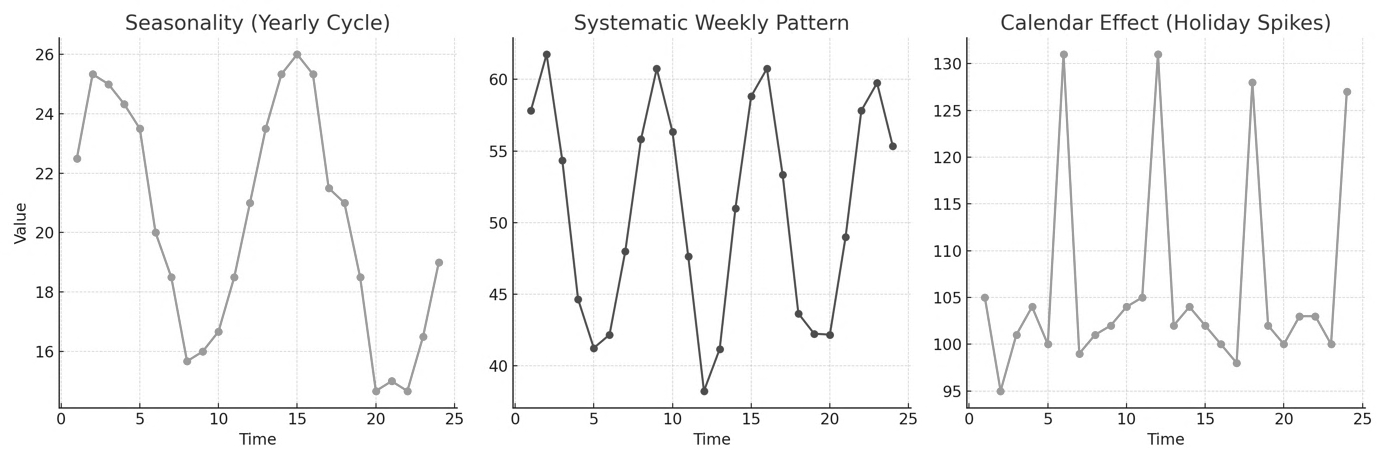 Seasonality (Yearly Cycle)
Value
26
24
22
20
18
16
0 5 10 15 20 25
Time
Systematic Weekly Pattern
60
55
50
45
40
0 5 10 15 20 25
Time
Calendar Effect (Holiday Spikes)
130
125
120
115
110
105
100
95
0 5 10 15 20 25
Time